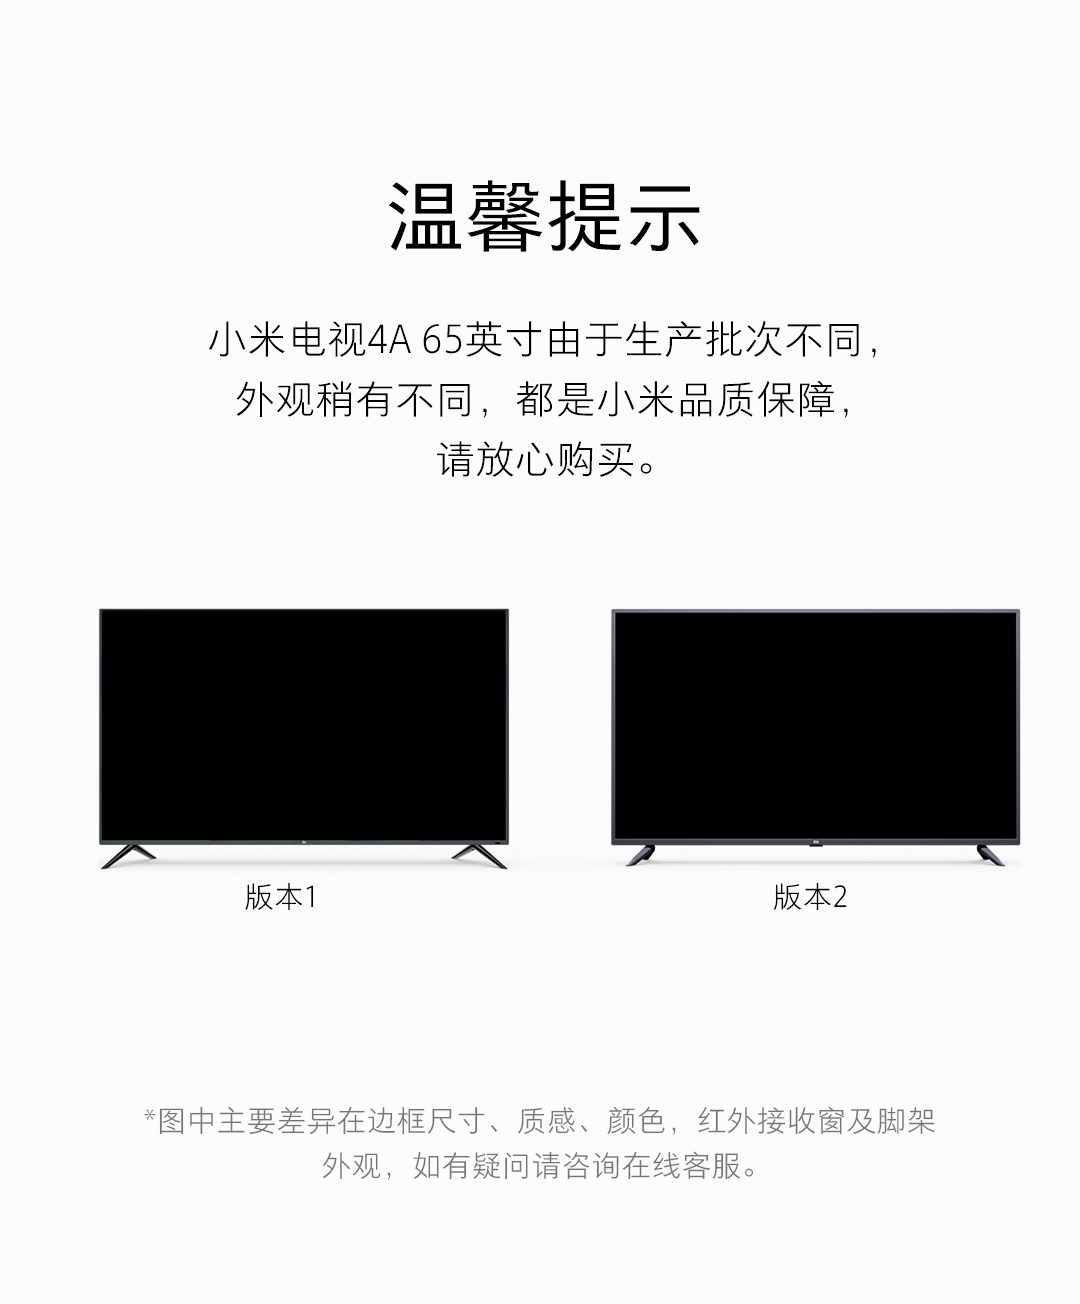 温馨提示
小米电视4A 65英寸由于生产批次不同，
外观稍有不同，都是小米品质保障，
请放心购买。
版本1
版本2
*图中主要差异在边框尺寸、质感、颜色，红外接收窗及脚架
外观，如有疑问请咨询在线客服。